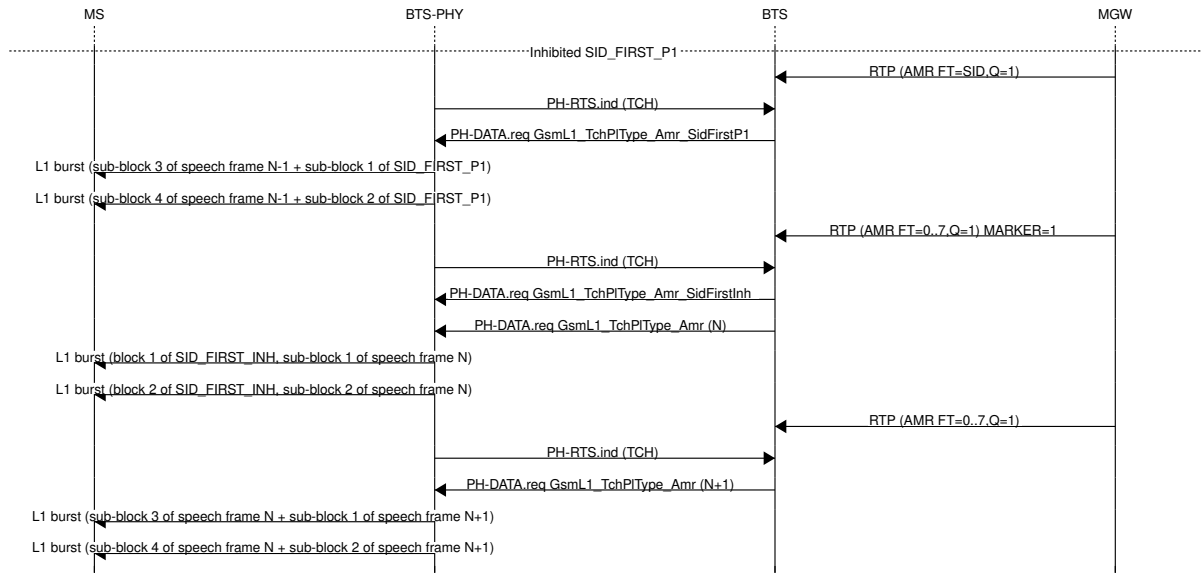 MS BTS-PHY BTS MGW
Inhibited SID_FIRST_P1
RTP (AMR FT=SID,Q=1)
PH-RTS.ind (TCH)
PH-DATA.req GsmL1_TchPlType_Amr_SidFirstP1
L1 burst (sub-block 3 of speech frame N-1 + sub-block 1 of SID_FIRST_P1)
L1 burst (sub-block 4 of speech frame N-1 + sub-block 2 of SID_FIRST_P1)
RTP (AMR FT=0..7,Q=1) MARKER=1
PH-RTS.ind (TCH)
PH-DATA.req GsmL1_TchPlType_Amr_SidFirstInh
PH-DATA.req GsmL1_TchPlType_Amr (N)
L1 burst (block 1 of SID_FIRST_INH, sub-block 1 of speech frame N)
L1 burst (block 2 of SID_FIRST_INH, sub-block 2 of speech frame N)
RTP (AMR FT=0..7,Q=1)
PH-RTS.ind (TCH)
PH-DATA.req GsmL1_TchPlType_Amr (N+1)
L1 burst (sub-block 3 of speech frame N + sub-block 1 of speech frame N+1)
L1 burst (sub-block 4 of speech frame N + sub-block 2 of speech frame N+1)